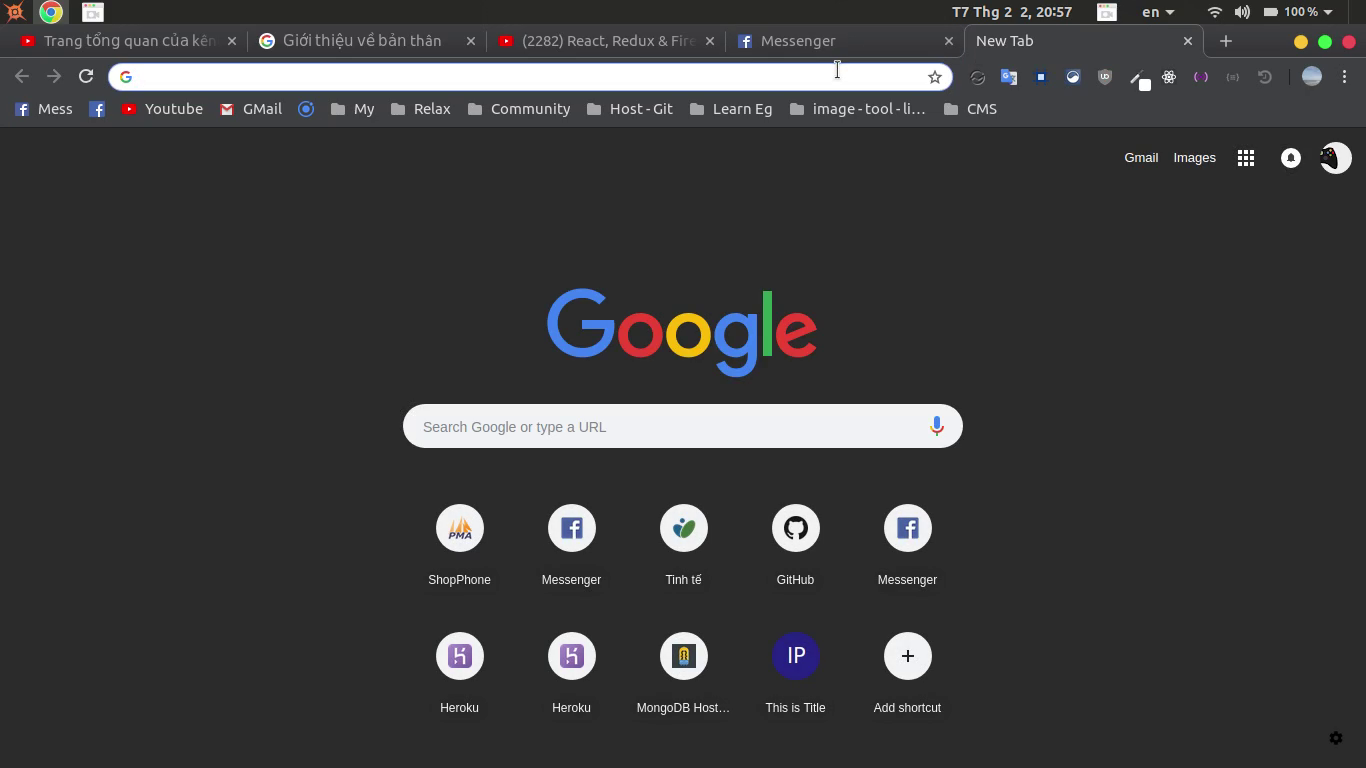 T7 Thg 2 2, 20:57 en 100 %
Trang tổng quan của kên Giới thiệu về bản thân (2282) React, Redux & Fire Messenger New Tab
Mess Youtube GMail My Relax Community Host - Git Learn Eg image - tool - li... CMS
Gmail Images
Google
Search Google or type a URL
PMA
ShopPhone Messenger Tinh tế GitHub Messenger
IP
Heroku Heroku MongoDB Host... This is Title Add shortcut